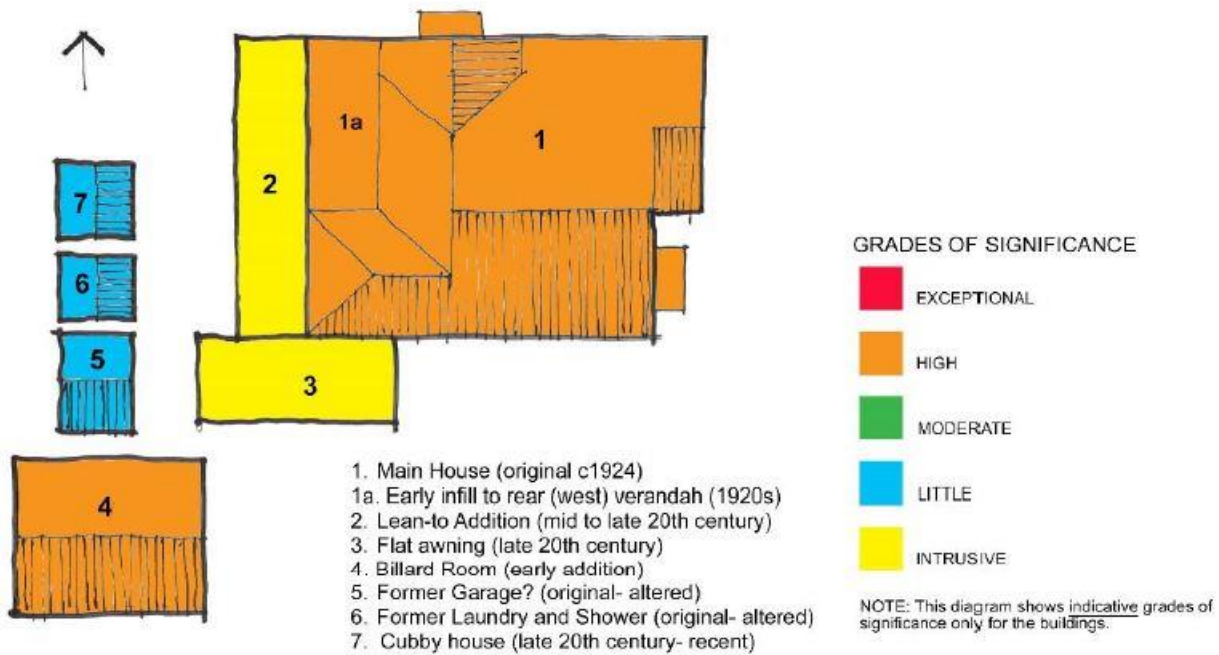 1a
1
2
7
6
5
3
4
1. Main House (original c1924)
1a. Early infill to rear (west) verandah (1920s)
2. Lean-to Addition (mid to late 20th century)
3. Flat awning (late 20th century)
4. Billard Room (early addition)
5. Former Garage? (original- altered)
6. Former Laundry and Shower (original- altered)
7. Cubby house (late 20th century- recent)
GRADES OF SIGNIFICANCE
EXCEPTIONAL
HIGH
MODERATE
LITTLE
INTRUSIVE
NOTE: This diagram shows indicative grades of
significance only for the buildings.